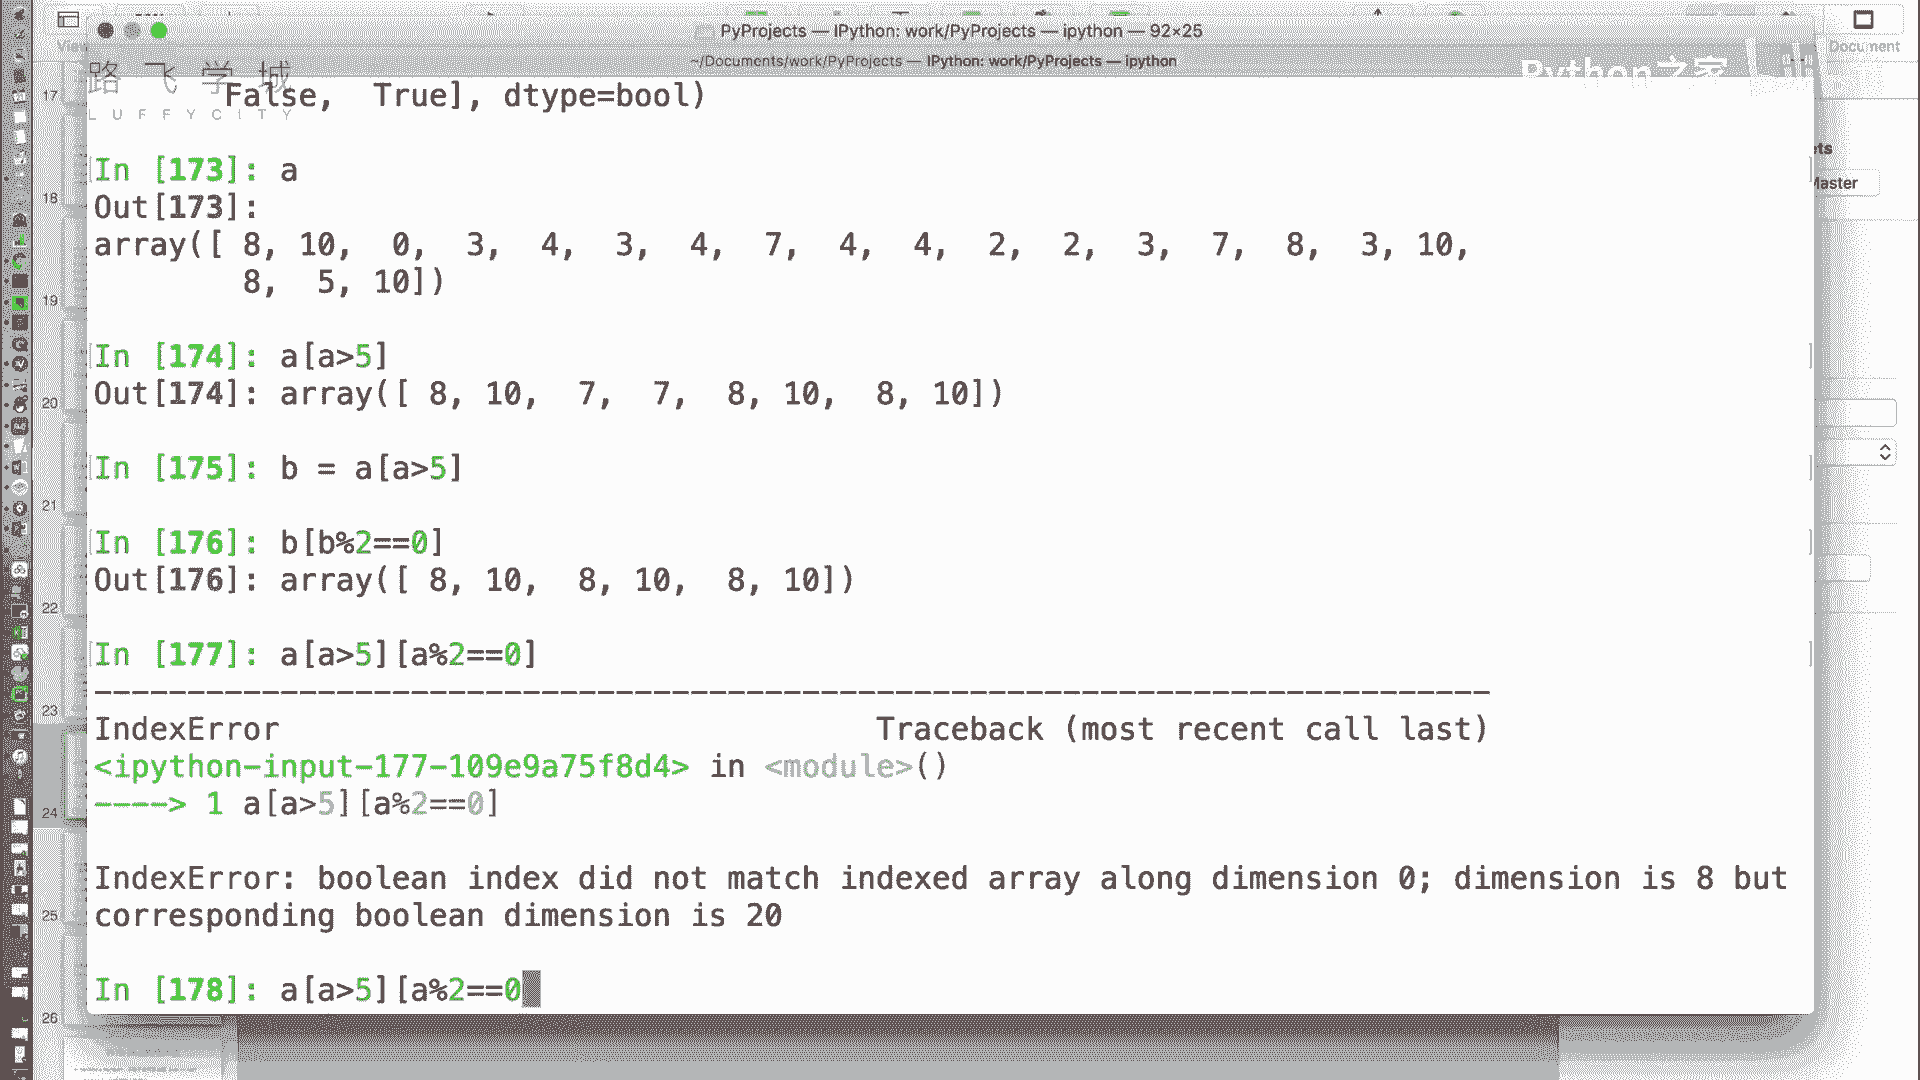 PyProjects — IPython: work/PyProjects — ipython — 92×25
~/Documents/work/PyProjects — IPython: work/PyProjects — ipython
View
Document
路飞学城
LUFFYCITY
Python之家
False,  True], dtype=bool)
In [173]: a
Out[173]:
array([ 8, 10,  0,  3,  4,  3,  4,  7,  4,  4,  2,  2,  3,  7,  8,  3, 10,
8,  5, 10])
In [174]: a[a>5]
Out[174]: array([ 8, 10,  7,  7,  8, 10,  8, 10])
In [175]: b = a[a>5]
In [176]: b[b%2==0]
Out[176]: array([ 8, 10,  8, 10,  8, 10])
In [177]: a[a>5][a%2==0]
---------------------------------------------------------------------------
IndexError                                Traceback (most recent call last)
<ipython-input-177-109e9a75f8d4> in <module>()
----> 1 a[a>5][a%2==0]
IndexError: boolean index did not match indexed array along dimension 0; dimension is 8 but
corresponding boolean dimension is 20
In [178]: a[a>5][a%2==0
17
18
19
20
21
22
23
24
25
26
ets
Master